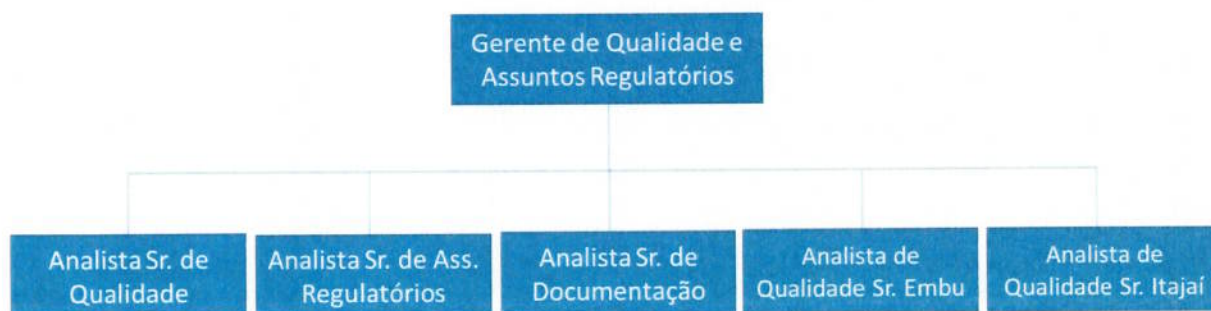 Gerente de Qualidade e
Assuntos Regulatórios
Analista Sr. de
Qualidade
Analista Sr. de Ass.
Regulatórios
Analista Sr. de
Documentação
Analista de
Qualidade Sr. Embu
Analista de
Qualidade Sr. Itajaí